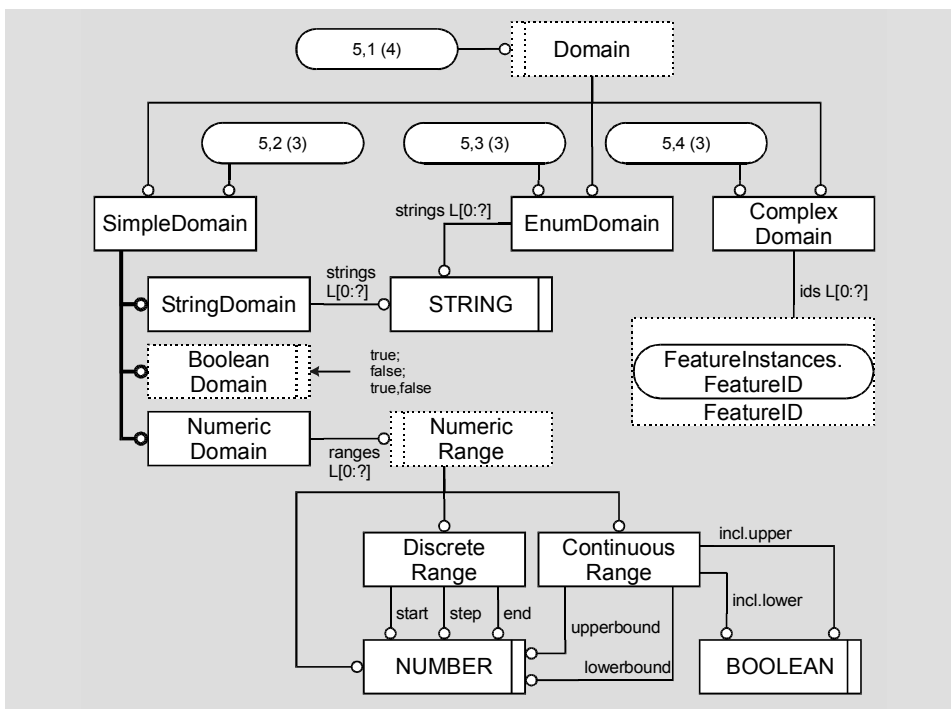 5,1 (4)
Domain
5,2 (3)
5,3 (3)
5,4 (3)
SimpleDomain
strings L[0:?]
EnumDomain
Complex
Domain
StringDomain
strings
L[0:?]
STRING
ids L[0:?]
Boolean
Domain
true;
false;
true,false
FeatureInstances.
FeatureID
FeatureID
Numeric
Domain
ranges
L[0:?]
Numeric
Range
Discrete
Range
Continuous
Range
incl.upper
incl.lower
start
step
end
upperbound
lowerbound
NUMBER
BOOLEAN